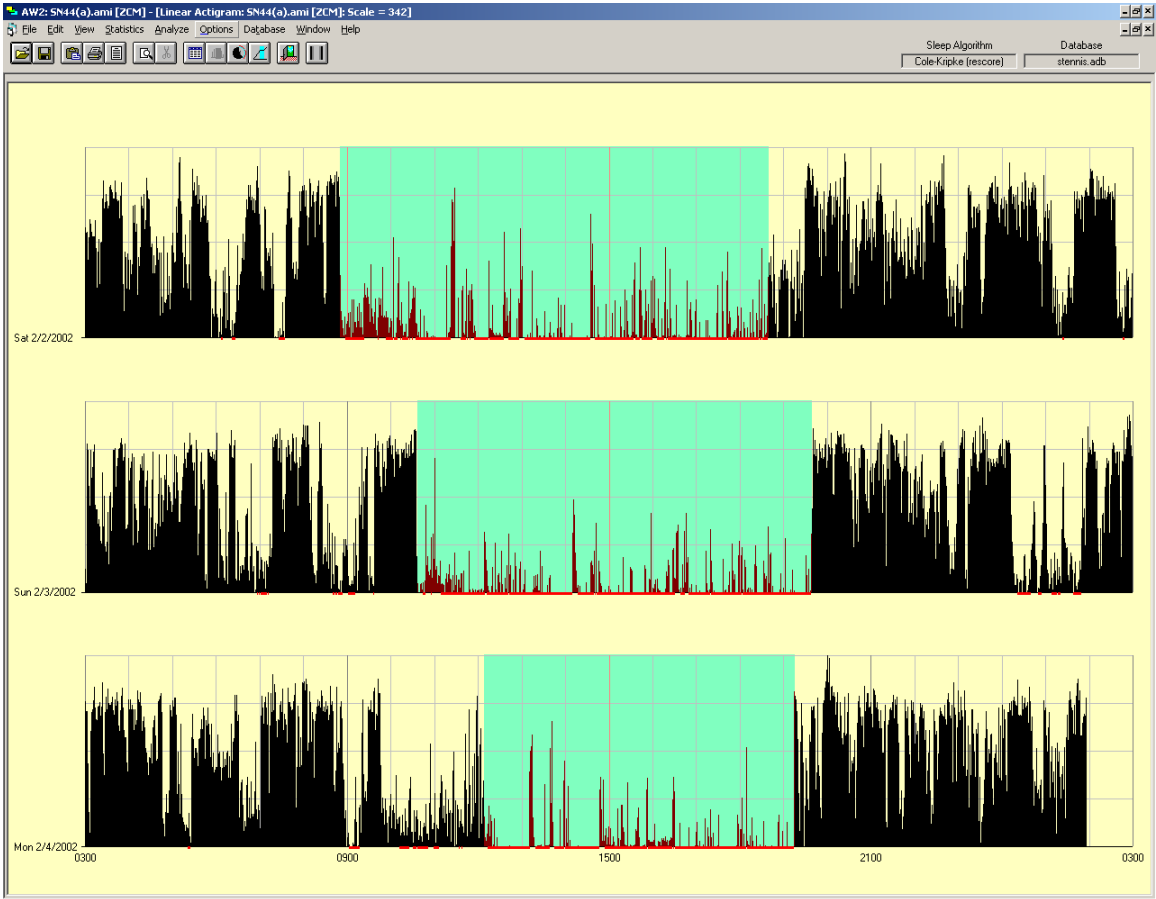 AW2: SN44(a).ami [ZCM] - [Linear Actigram: SN44(a).ami [ZCM]: Scale = 342]
File Edit View Statistics Analyze Options Database Window Help
Sleep Algorithm Database
Cole-Kripke (rescore) stennis.adb
Sat 2/2/2002
Sun 2/3/2002
Mon 2/4/2002
0300 0900 1500 2100 0300